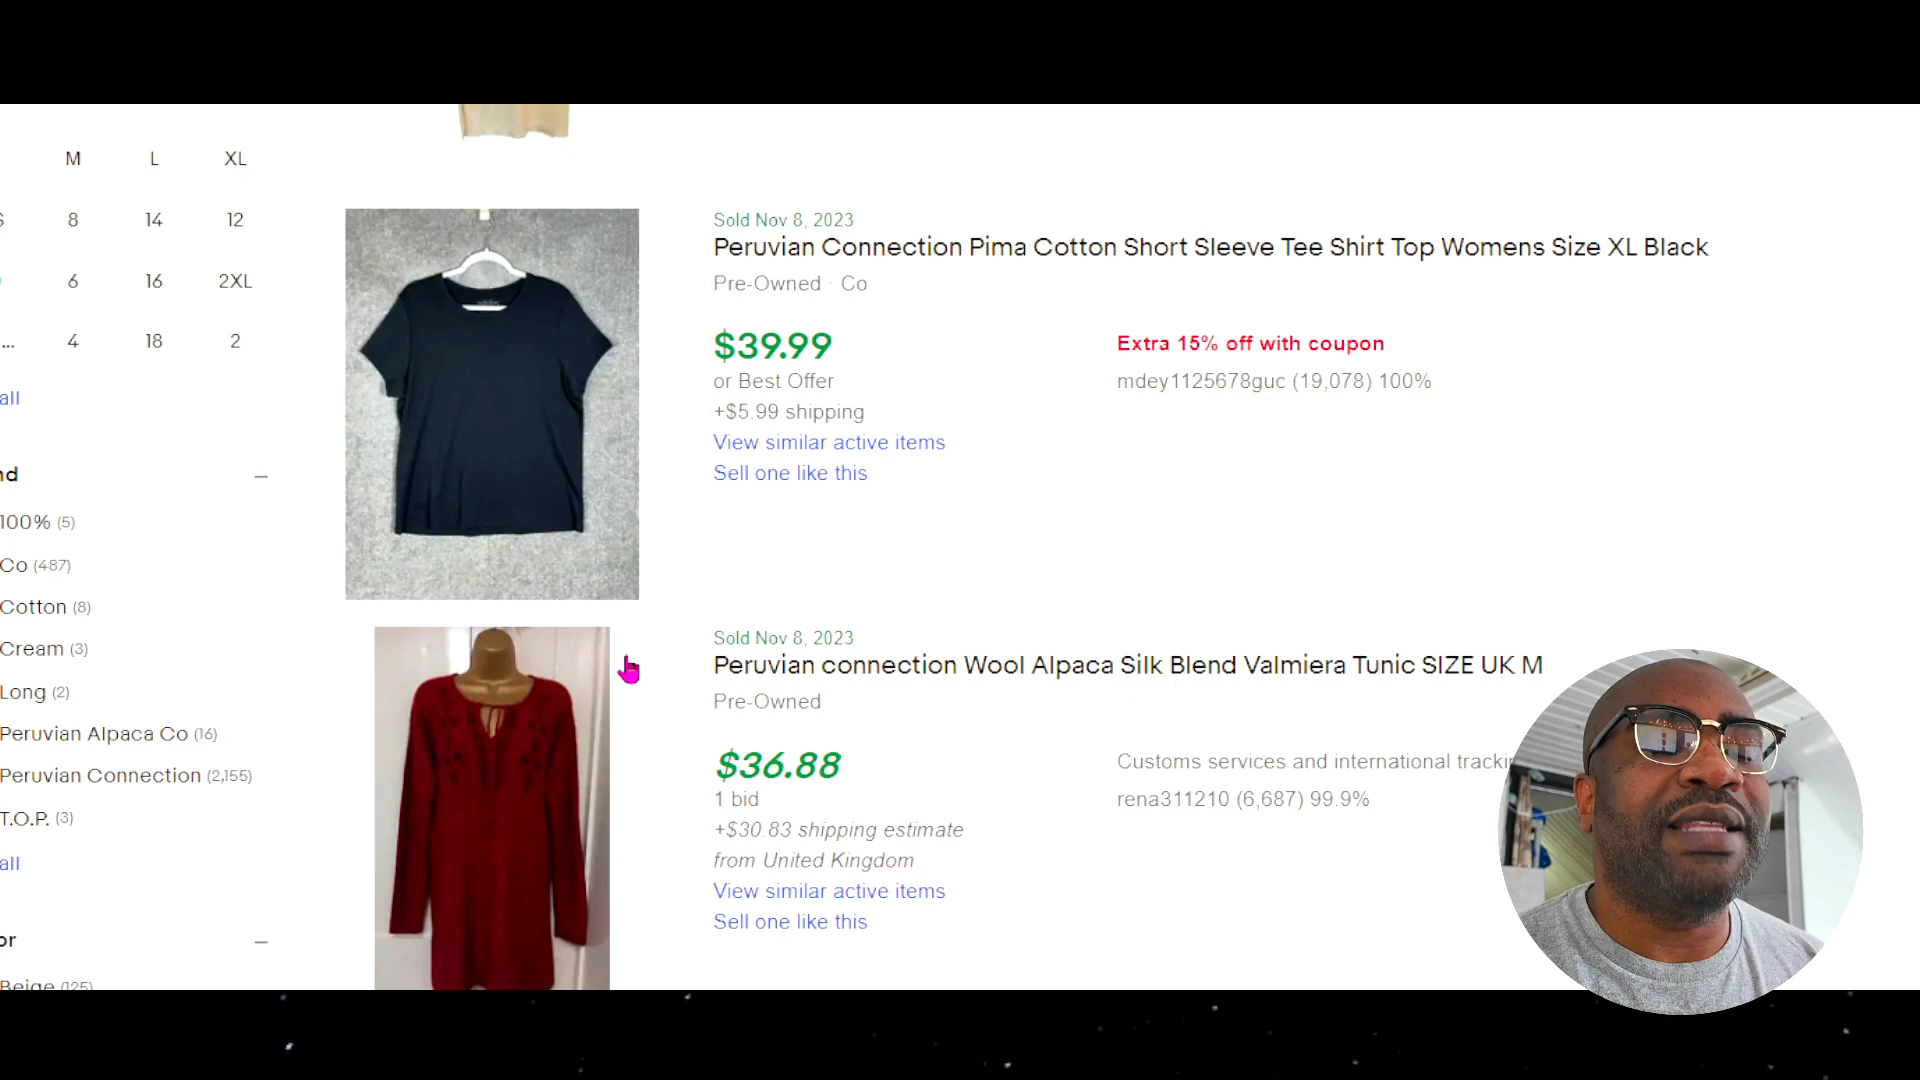 M L XL
8 14 12
6 16 2XL
... 4 18 2
all
nd
100% (5)
Co (487)
Cotton (8)
Cream (3)
Long (2)
Peruvian Alpaca Co (16)
Peruvian Connection (2,155)
T.O.P. (3)
all
or
Beige (125)
Sold Nov 8, 2023
Peruvian Connection Pima Cotton Short Sleeve Tee Shirt Top Womens Size XL Black
Pre-Owned · Co
$39.99
or Best Offer
+$5.99 shipping
View similar active items
Sell one like this
Extra 15% off with coupon
mdey1125678guc (19,078) 100%
Sold Nov 8, 2023
Peruvian connection Wool Alpaca Silk Blend Valmiera Tunic SIZE UK M
Pre-Owned
$36.88
1 bid
+$30.83 shipping estimate
from United Kingdom
View similar active items
Sell one like this
Customs services and international trackin
rena311210 (6,687) 99.9%